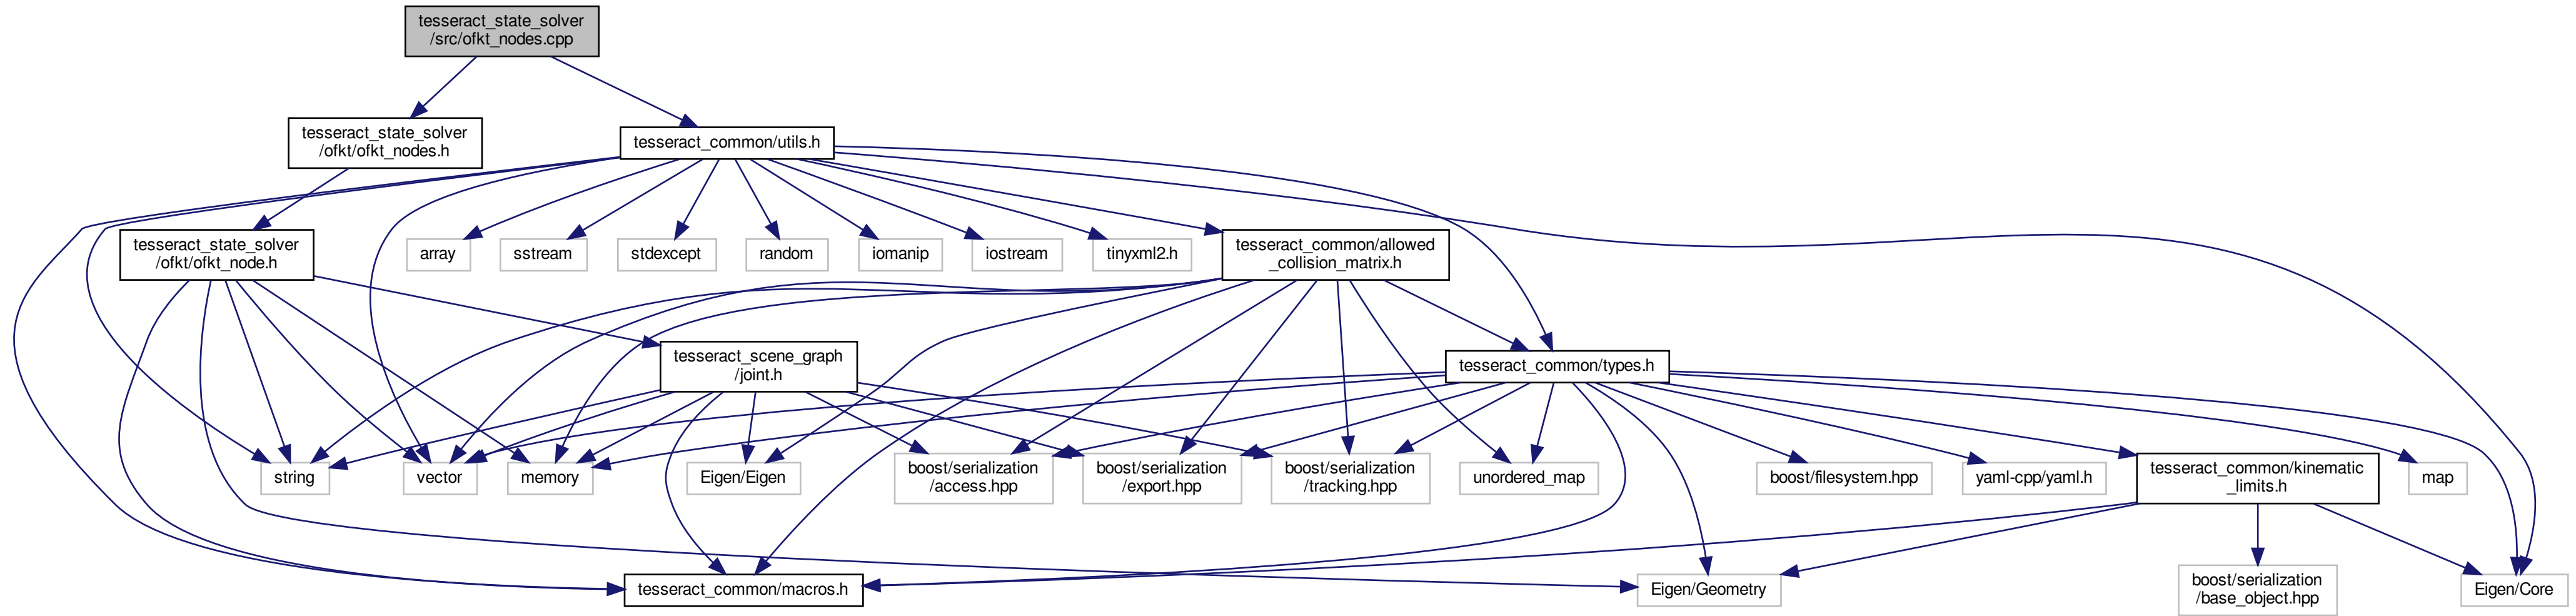 tesseract_state_solver
/src/ofkt_nodes.cpp
tesseract_state_solver
/ofkt/ofkt_nodes.h
tesseract_common/utils.h
tesseract_state_solver
/ofkt/ofkt_node.h
array
sstream
stdexcept
random
iomanip
iostream
tinyxml2.h
tesseract_common/allowed
_collision_matrix.h
tesseract_scene_graph
/joint.h
tesseract_common/types.h
string
vector
memory
Eigen/Eigen
boost/serialization
/access.hpp
boost/serialization
/export.hpp
boost/serialization
/tracking.hpp
unordered_map
boost/filesystem.hpp
yaml-cpp/yaml.h
tesseract_common/kinematic
_limits.h
map
tesseract_common/macros.h
Eigen/Geometry
boost/serialization
/base_object.hpp
Eigen/Core